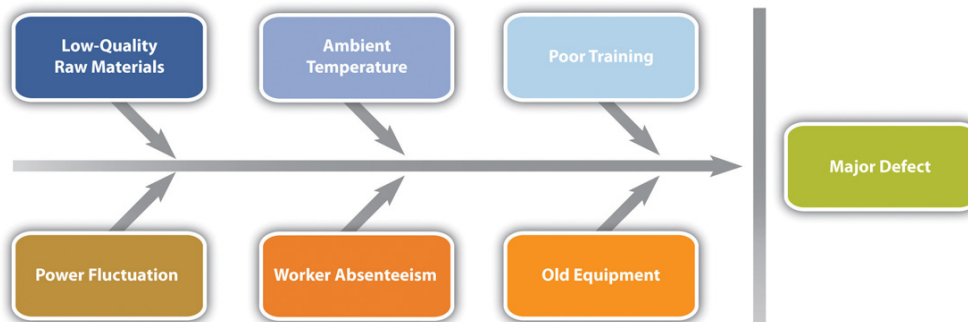 Low-Quality
Raw Materials
Ambient
Temperature
Poor Training
Major Defect
Power Fluctuation
Worker Absenteeism
Old Equipment